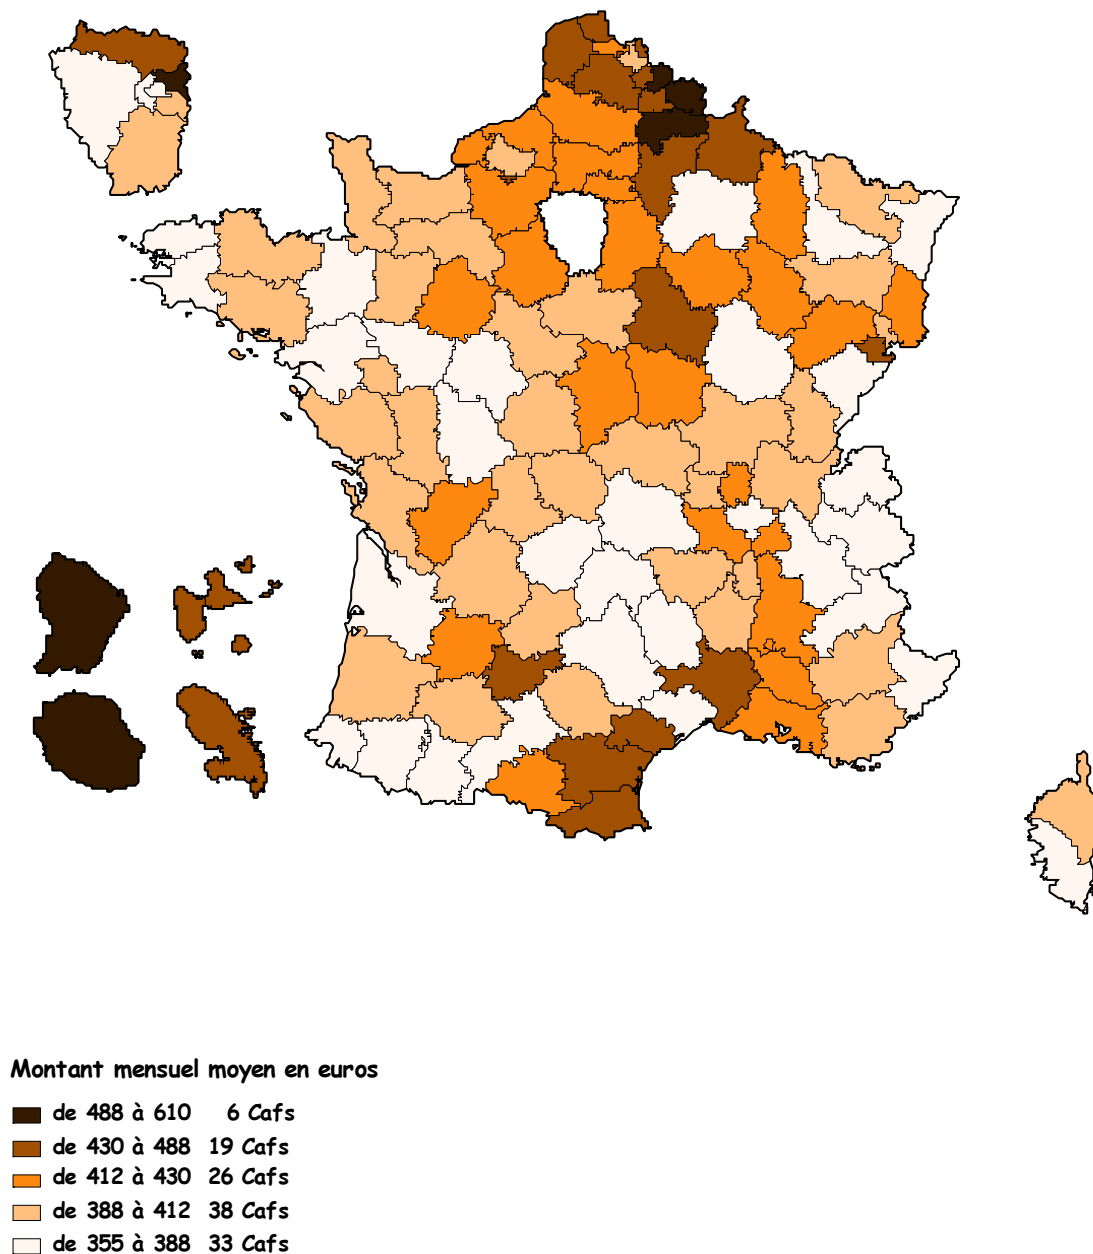 Montant mensuel moyen en euros
de 488 à 610 6 Cafs
de 430 à 488 19 Cafs
de 412 à 430 26 Cafs
de 388 à 412 38 Cafs
de 355 à 388 33 Cafs